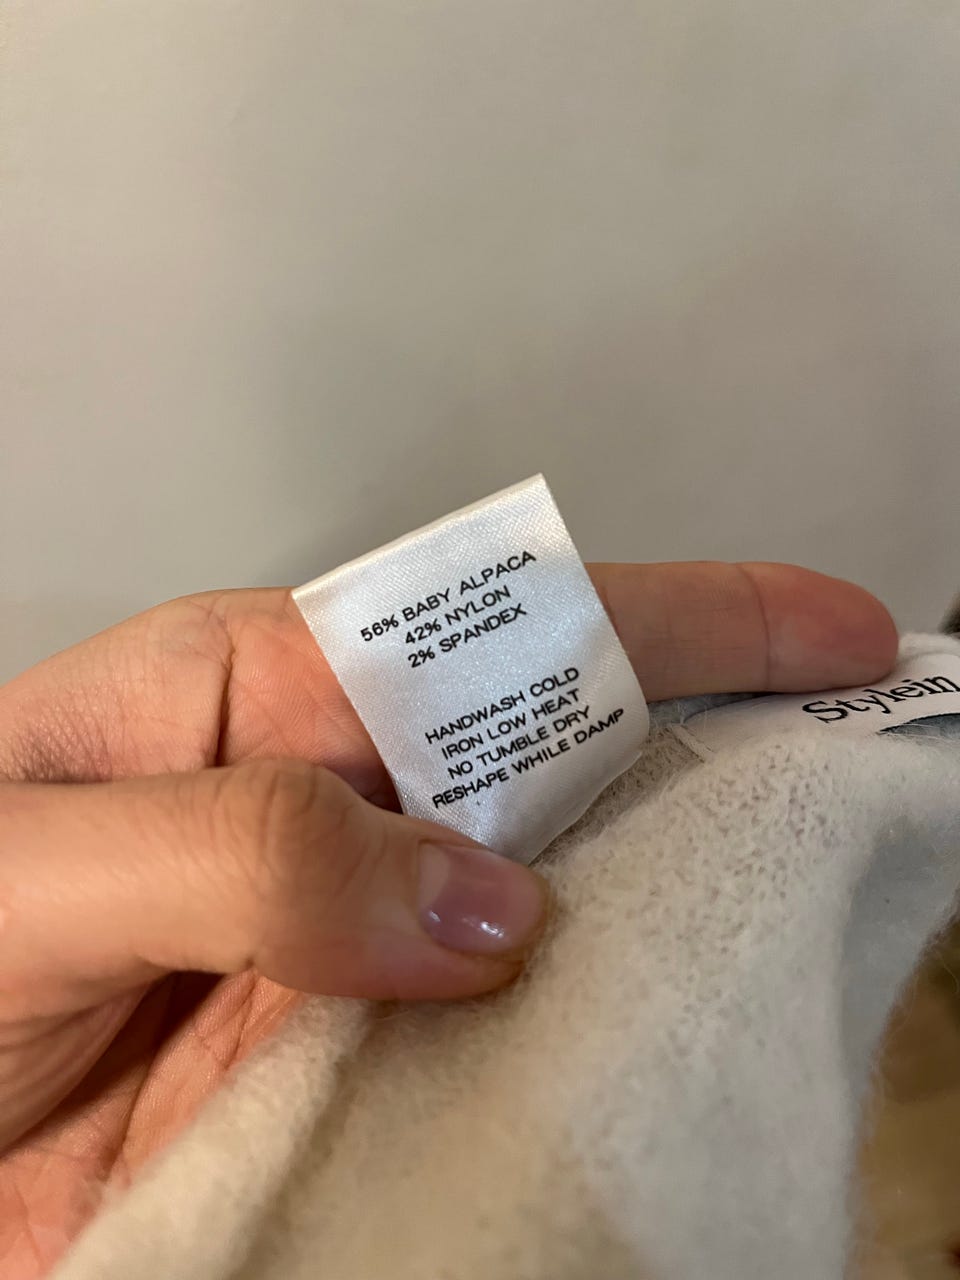 56% BABY ALPACA
42% NYLON
2% SPANDEX
HANDWASH COLD
IRON LOW HEAT
NO TUMBLE DRY
RESHAPE WHILE DAMP
Stylein